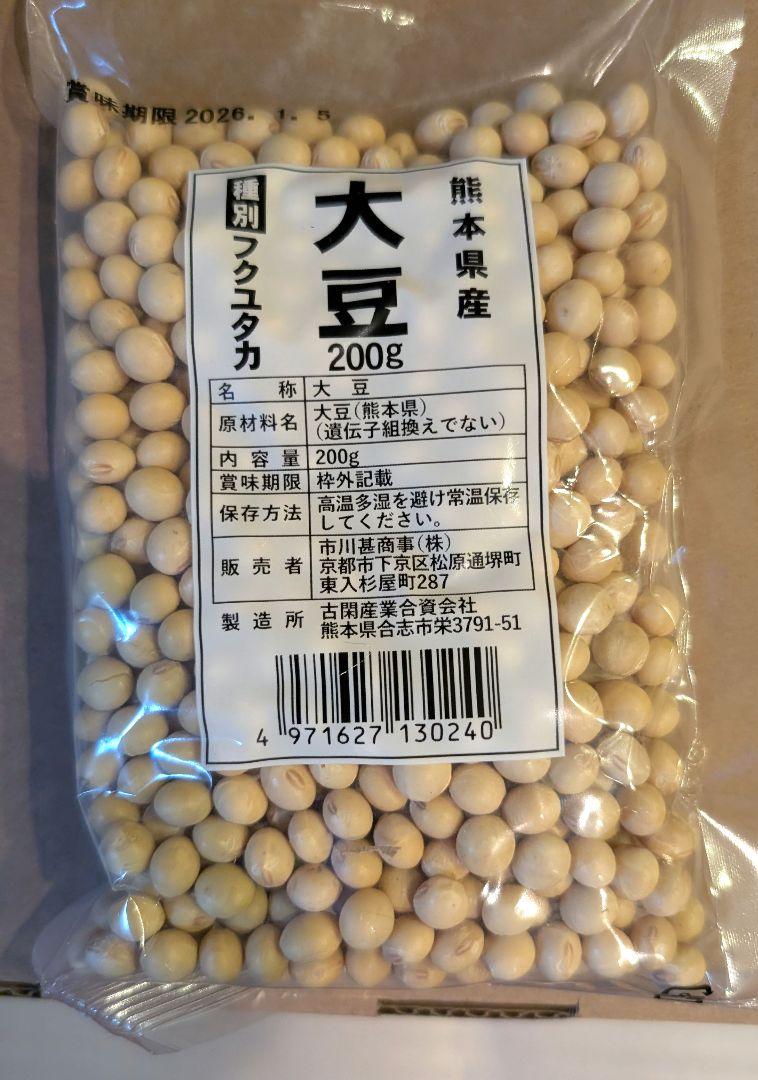 賞味期限 2026. 1. 5
熊本県産
大豆
200g
種別 フクユタカ
名称 大豆
原材料名 大豆(熊本県)
(遺伝子組換えでない)
内容量 200g
賞味期限 枠外記載
保存方法 高温多湿を避け常温保存
してください。
販売者 市川甚商事(株)
京都市下京区松原通堺町
東入杉屋町287
製造所 古閑産業合資会社
熊本県合志市栄3791-51
4 971627 130240